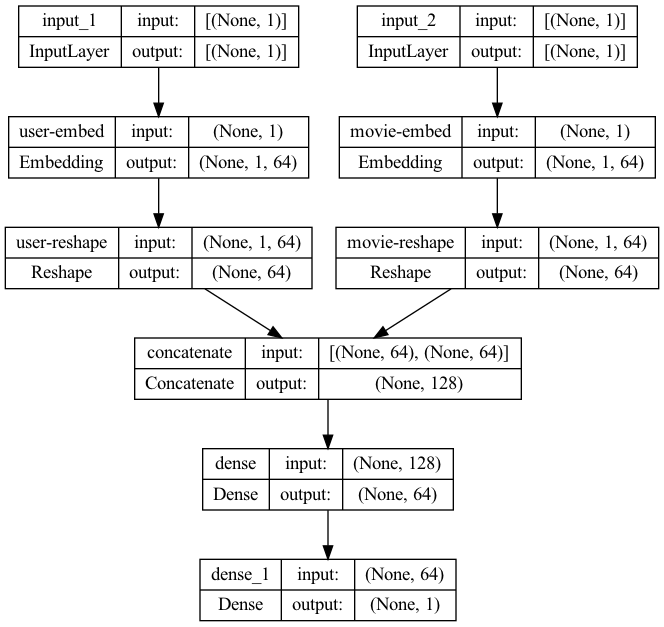 input_1 input: [(None, 1)]
InputLayer output: [(None, 1)]
input_2 input: [(None, 1)]
InputLayer output: [(None, 1)]
user-embed input: (None, 1)
Embedding output: (None, 1, 64)
movie-embed input: (None, 1)
Embedding output: (None, 1, 64)
user-reshape input: (None, 1, 64)
Reshape output: (None, 64)
movie-reshape input: (None, 1, 64)
Reshape output: (None, 64)
concatenate input: [(None, 64), (None, 64)]
Concatenate output: (None, 128)
dense input: (None, 128)
Dense output: (None, 64)
dense_1 input: (None, 64)
Dense output: (None, 1)